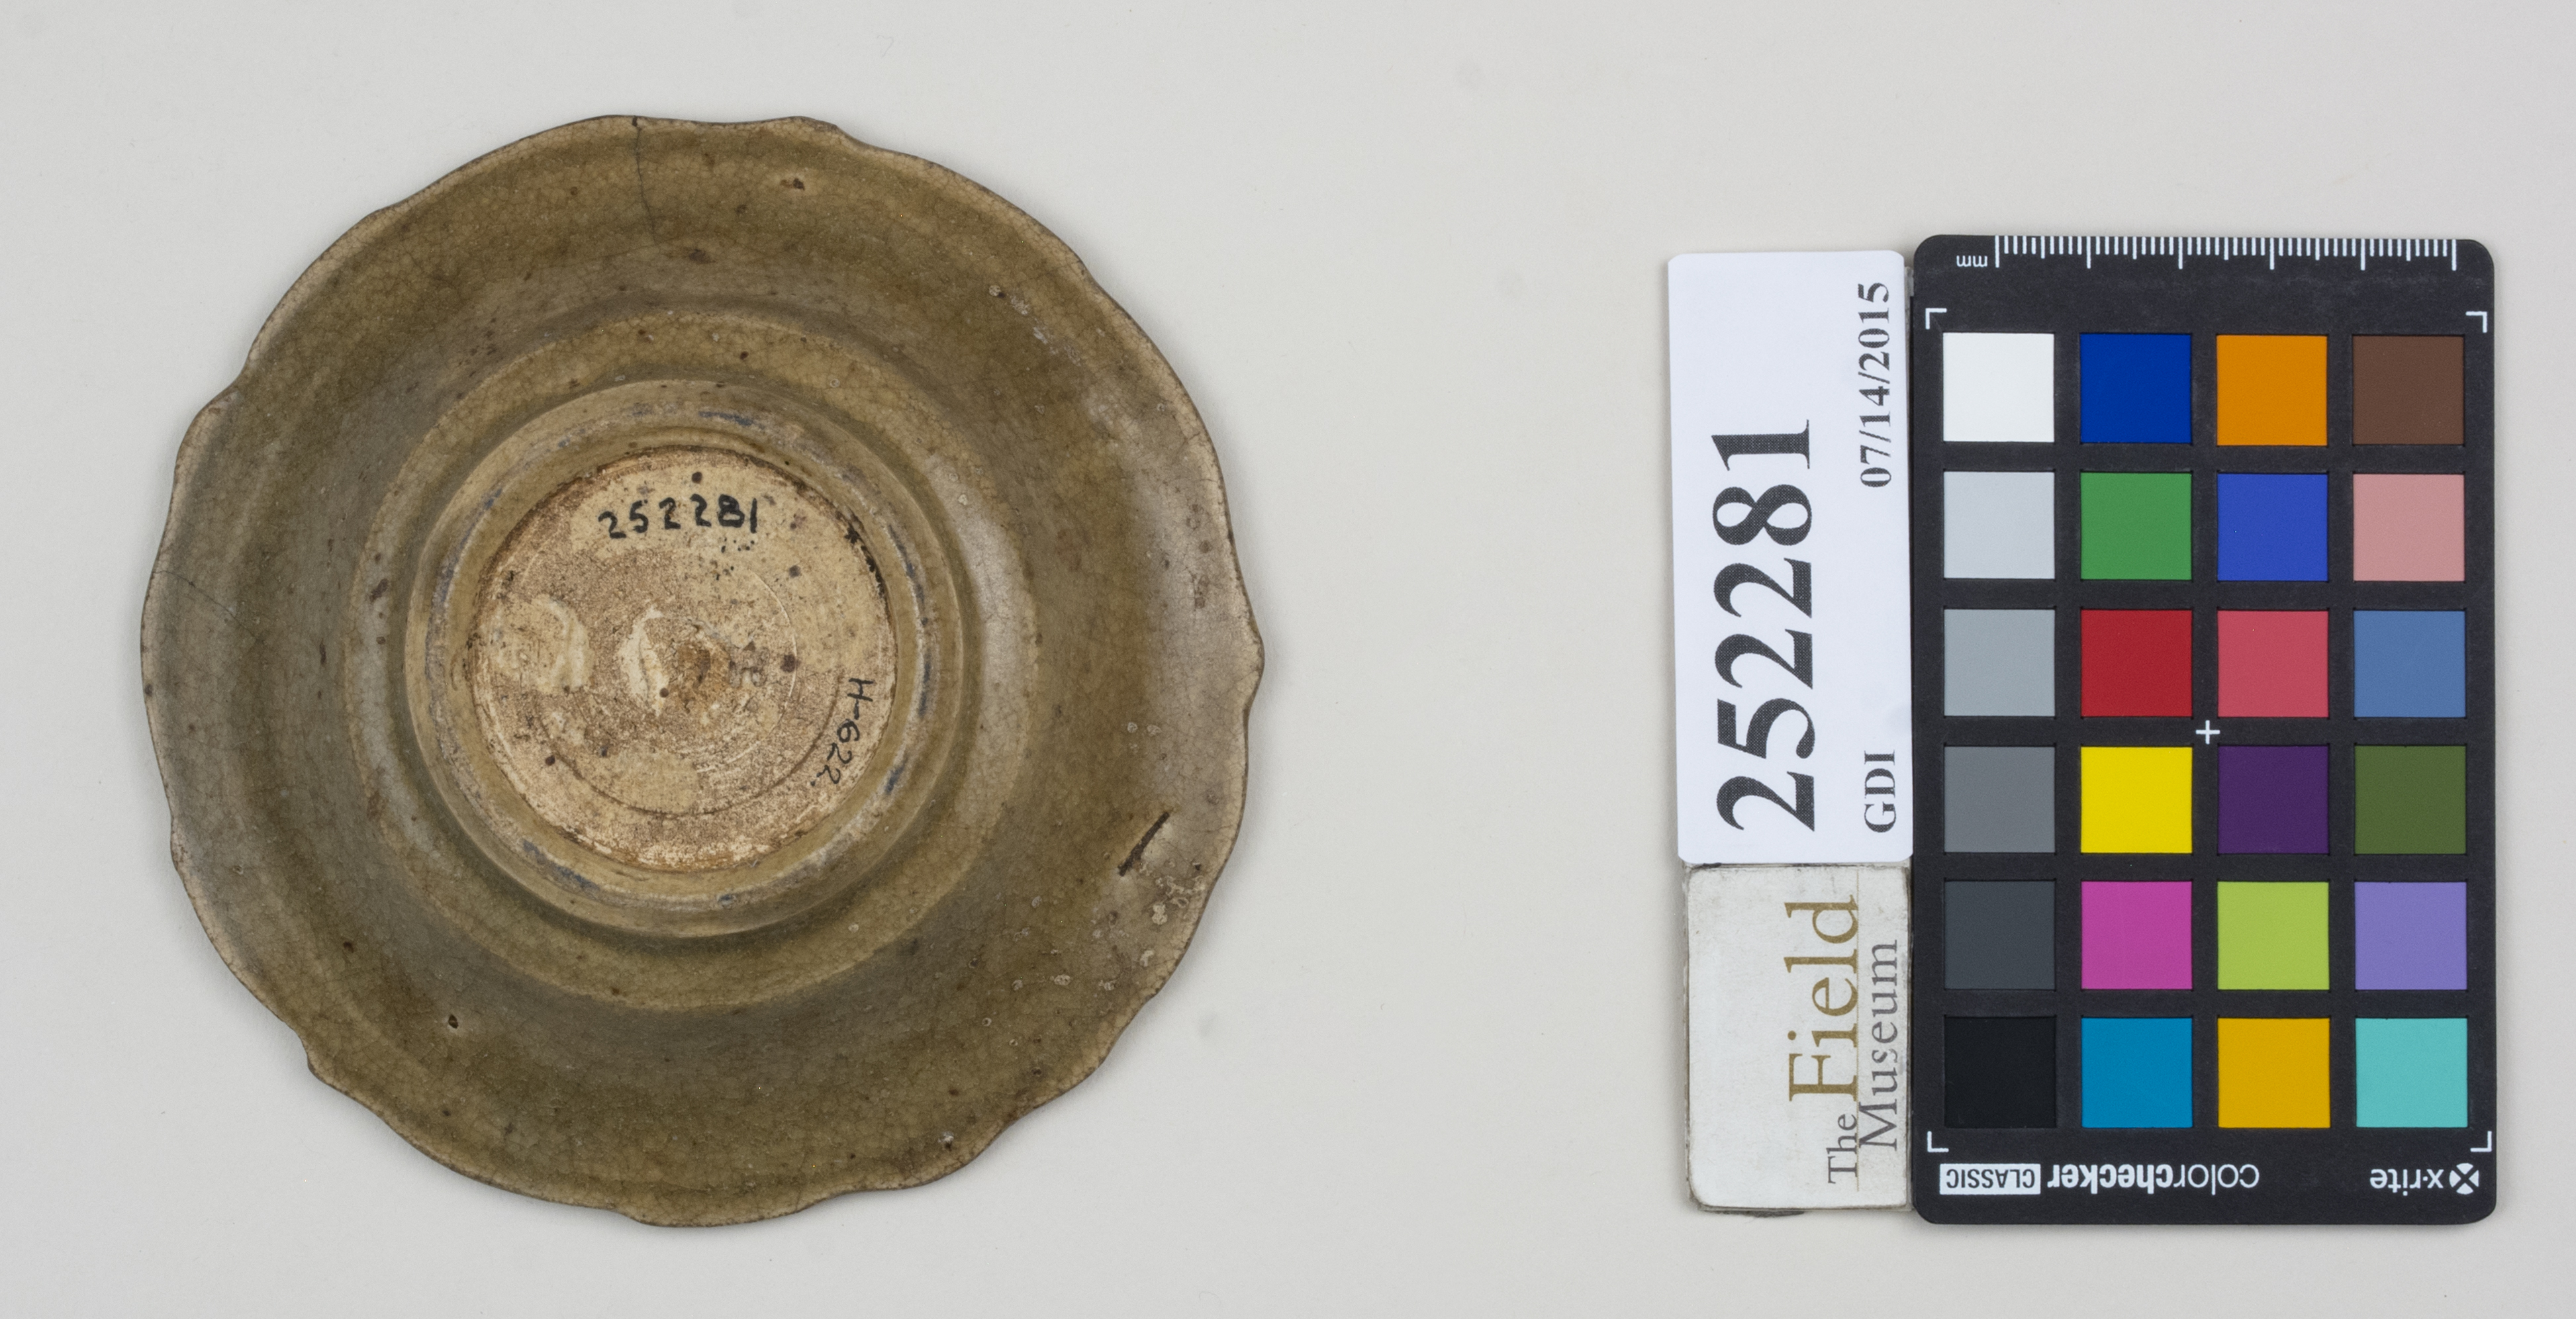 252281
H-622.
252281
GDI 07/14/2015
The Field
Museum
mm
x·rite
colorchecker CLASSIC